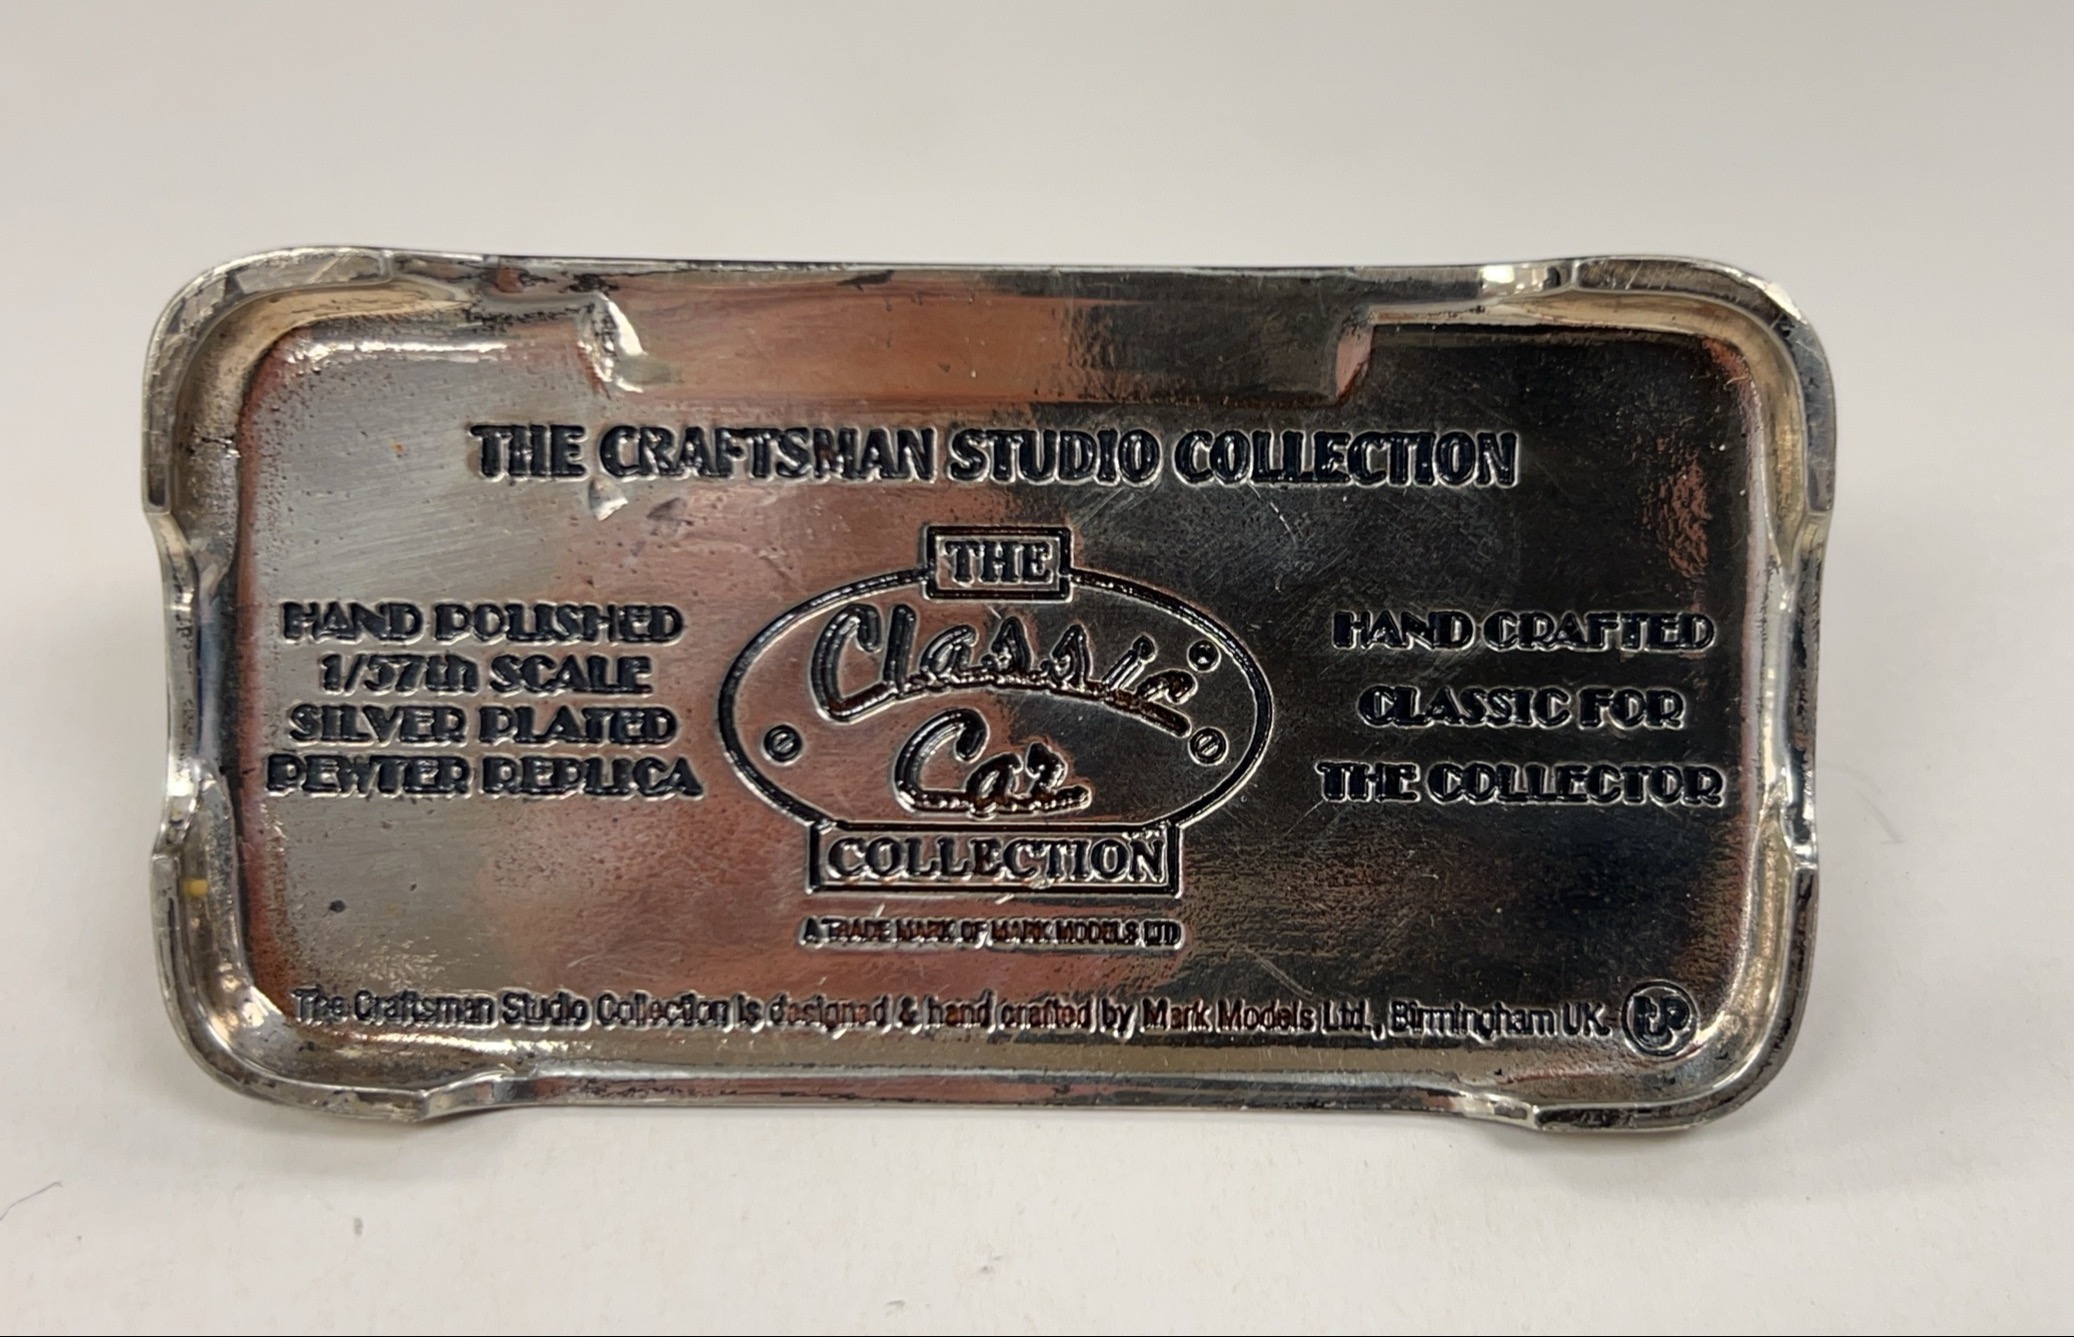 THE CRAFTSMAN STUDIO COLLECTION
THE
Classic
Car
COLLECTION
A TRADE MARK OF MARK MODELS LTD
HAND POLISHED
1/57th SCALE
SILVER PLATED
PEWTER REPLICA
HAND CRAFTED
CLASSIC FOR
THE COLLECTOR
The Craftsman Studio Collection is designed & hand crafted by Mark Models Ltd., Birmingham UK-